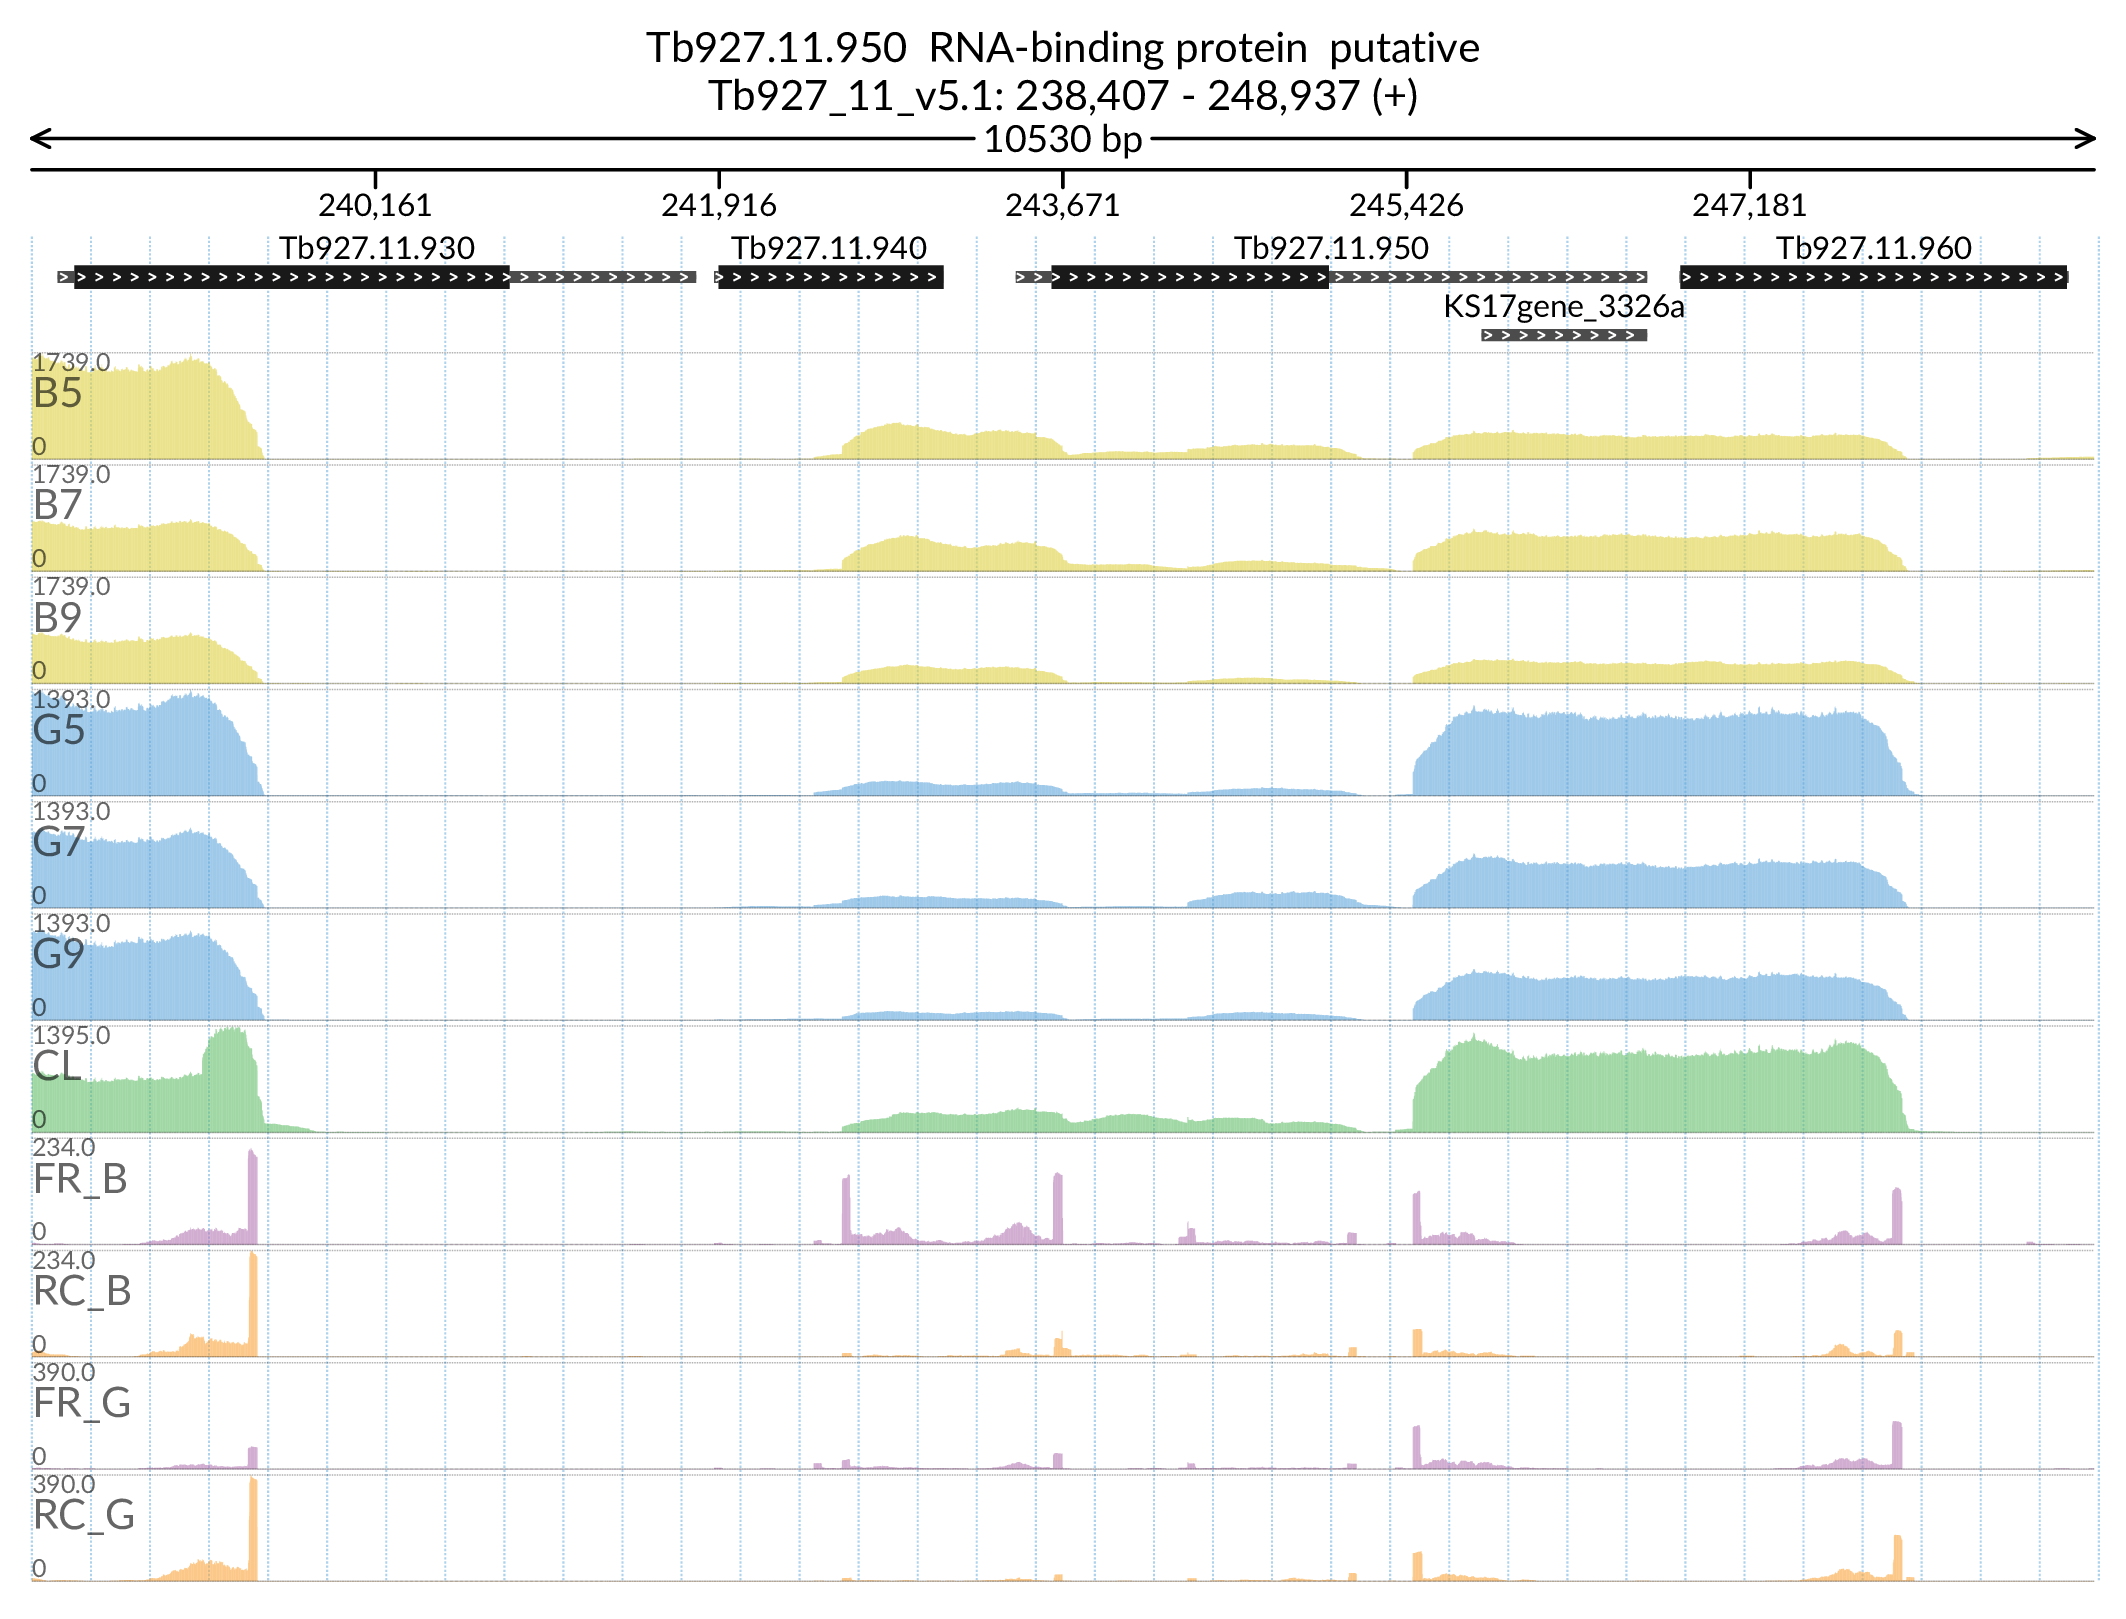 Tb927.11.950 RNA-binding protein putative
Tb927_11_v5.1: 238,407 - 248,937 (+)
10530 bp
240,161 241,916 243,671 245,426 247,181
Tb927.11.930 Tb927.11.940 Tb927.11.950 Tb927.11.960
KS17gene_3326a
1739.0
B5
0
1739.0
B7
0
1739.0
B9
0
1393.0
G5
0
1393.0
G7
0
1393.0
G9
0
1395.0
CL
0
234.0
FR_B
0
234.0
RC_B
0
390.0
FR_G
0
390.0
RC_G
0